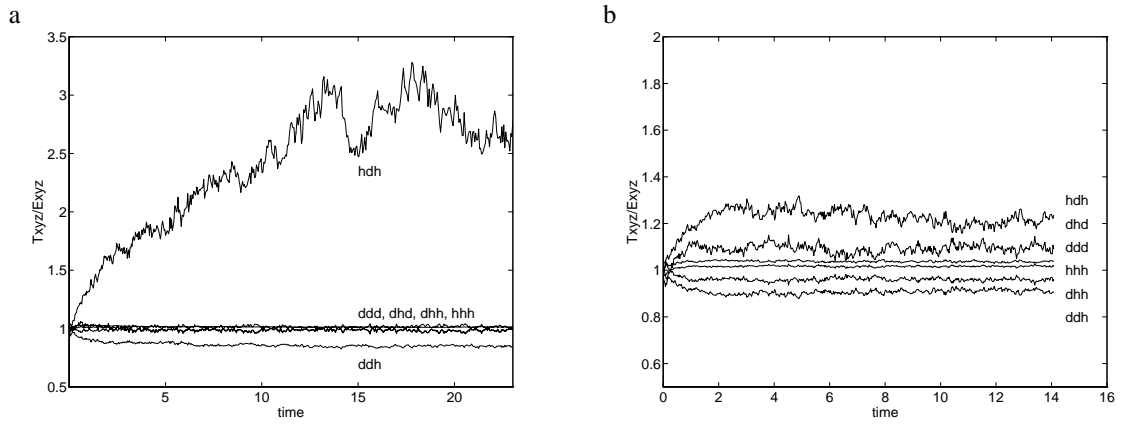 a
3.5
3
2.5
2
1.5
1
0.5
Txyz/Exyz
hdh
ddd, dhd, dhh, hhh
ddh
5
10
15
20
time
b
2
1.8
1.6
1.4
1.2
1
0.8
0.6
Txyz/Exyz
hdh
dhd
ddd
hhh
dhh
ddh
0
2
4
6
8
10
12
14
16
time